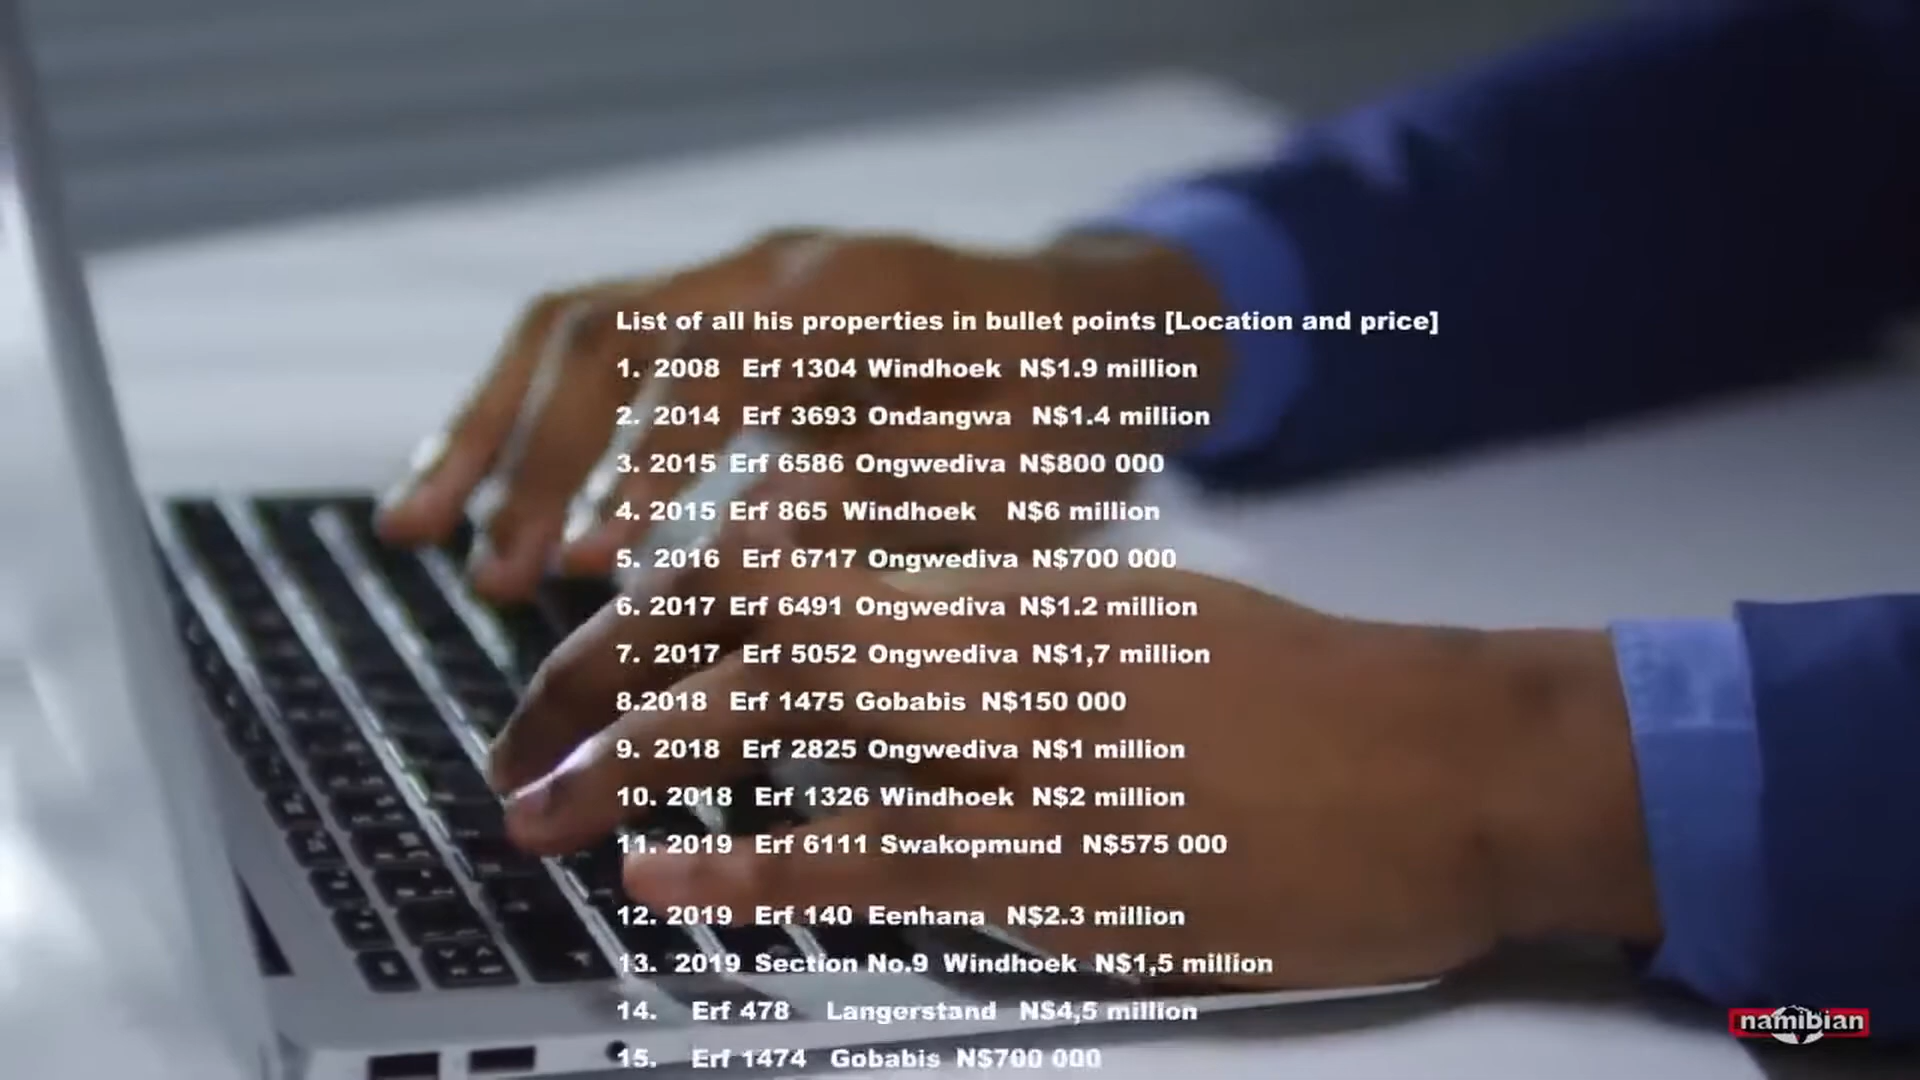 List of all his properties in bullet points [Location and price]
1. 2008 Erf 1304 Windhoek N$1.9 million
2. 2014 Erf 3693 Ondangwa N$1.4 million
3. 2015 Erf 6586 Ongwediva N$800 000
4. 2015 Erf 865 Windhoek N$6 million
5. 2016 Erf 6717 Ongwediva N$700 000
6. 2017 Erf 6491 Ongwediva N$1.2 million
7. 2017 Erf 5052 Ongwediva N$1,7 million
8.2018 Erf 1475 Gobabis N$150 000
9. 2018 Erf 2825 Ongwediva N$1 million
10. 2018 Erf 1326 Windhoek N$2 million
11. 2019 Erf 6111 Swakopmund N$575 000
12. 2019 Erf 140 Eenhana N$2.3 million
13. 2019 Section No.9 Windhoek N$1,5 million
14. Erf 478 Langerstand N$4,5 million
15. Erf 1474 Gobabis N$700 000
namibian